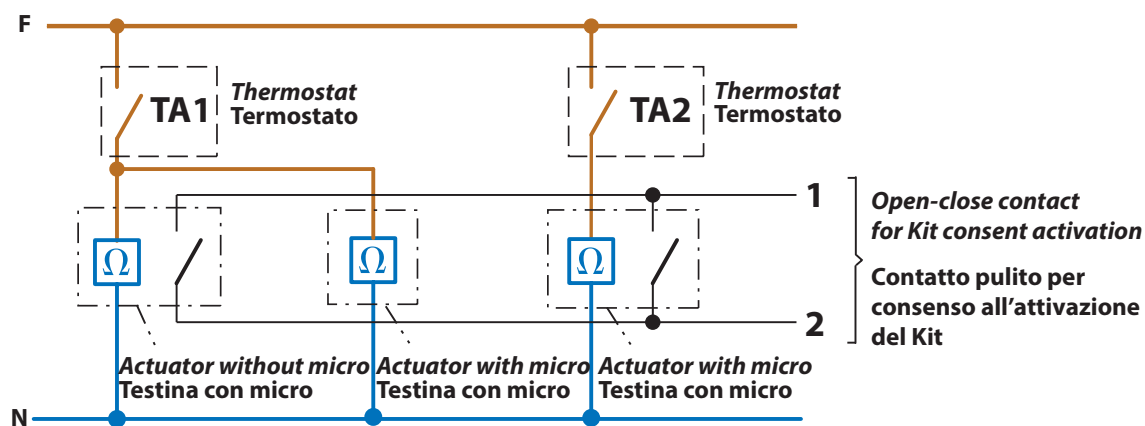 F
TA1
Thermostat
Termostato
TA2
Thermostat
Termostato
1
Open-close contact
for Kit consent activation
Contatto pulito per
consenso all'attivazione
del Kit
Ω
Ω
Ω
2
Actuator without micro
Testina con micro
Actuator with micro
Testina con micro
Actuator with micro
Testina con micro
N